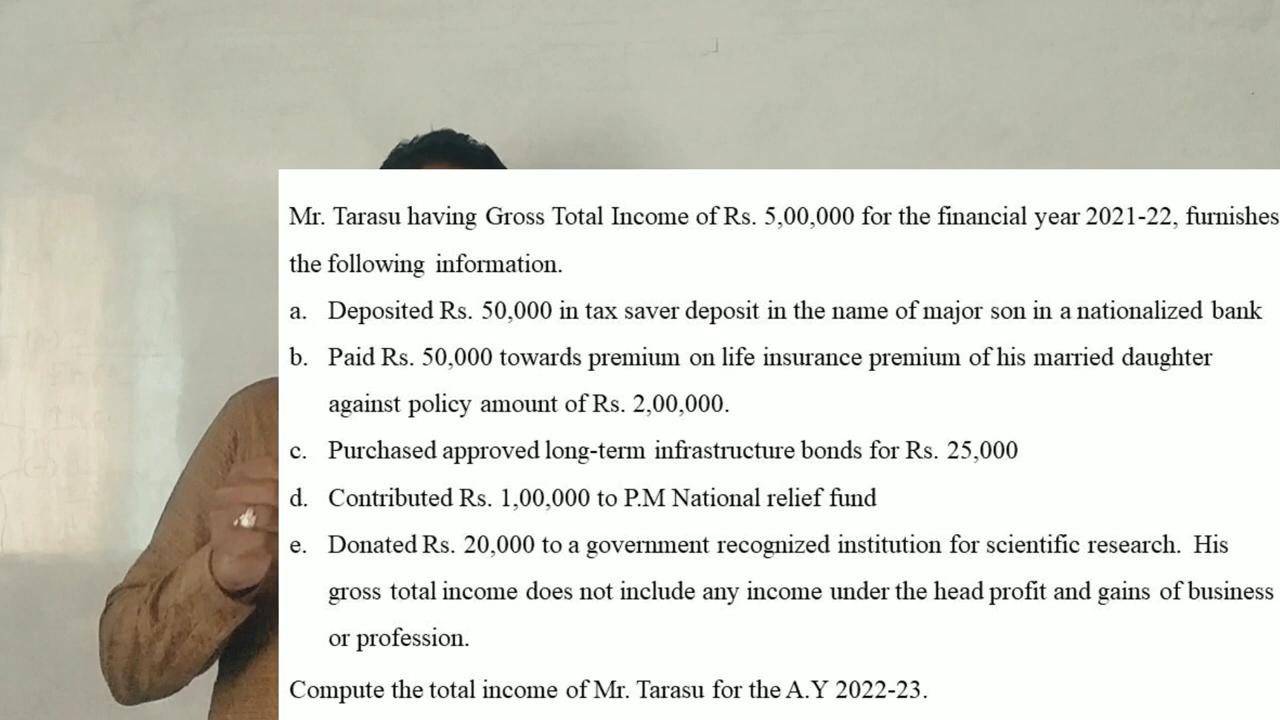 Mr. Tarasu having Gross Total Income of Rs. 5,00,000 for the financial year 2021-22, furnishes
the following information.
a. Deposited Rs. 50,000 in tax saver deposit in the name of major son in a nationalized bank
b. Paid Rs. 50,000 towards premium on life insurance premium of his married daughter
against policy amount of Rs. 2,00,000.
c. Purchased approved long-term infrastructure bonds for Rs. 25,000
d. Contributed Rs. 1,00,000 to P.M National relief fund
e. Donated Rs. 20,000 to a government recognized institution for scientific research. His
gross total income does not include any income under the head profit and gains of business
or profession.
Compute the total income of Mr. Tarasu for the A.Y 2022-23.